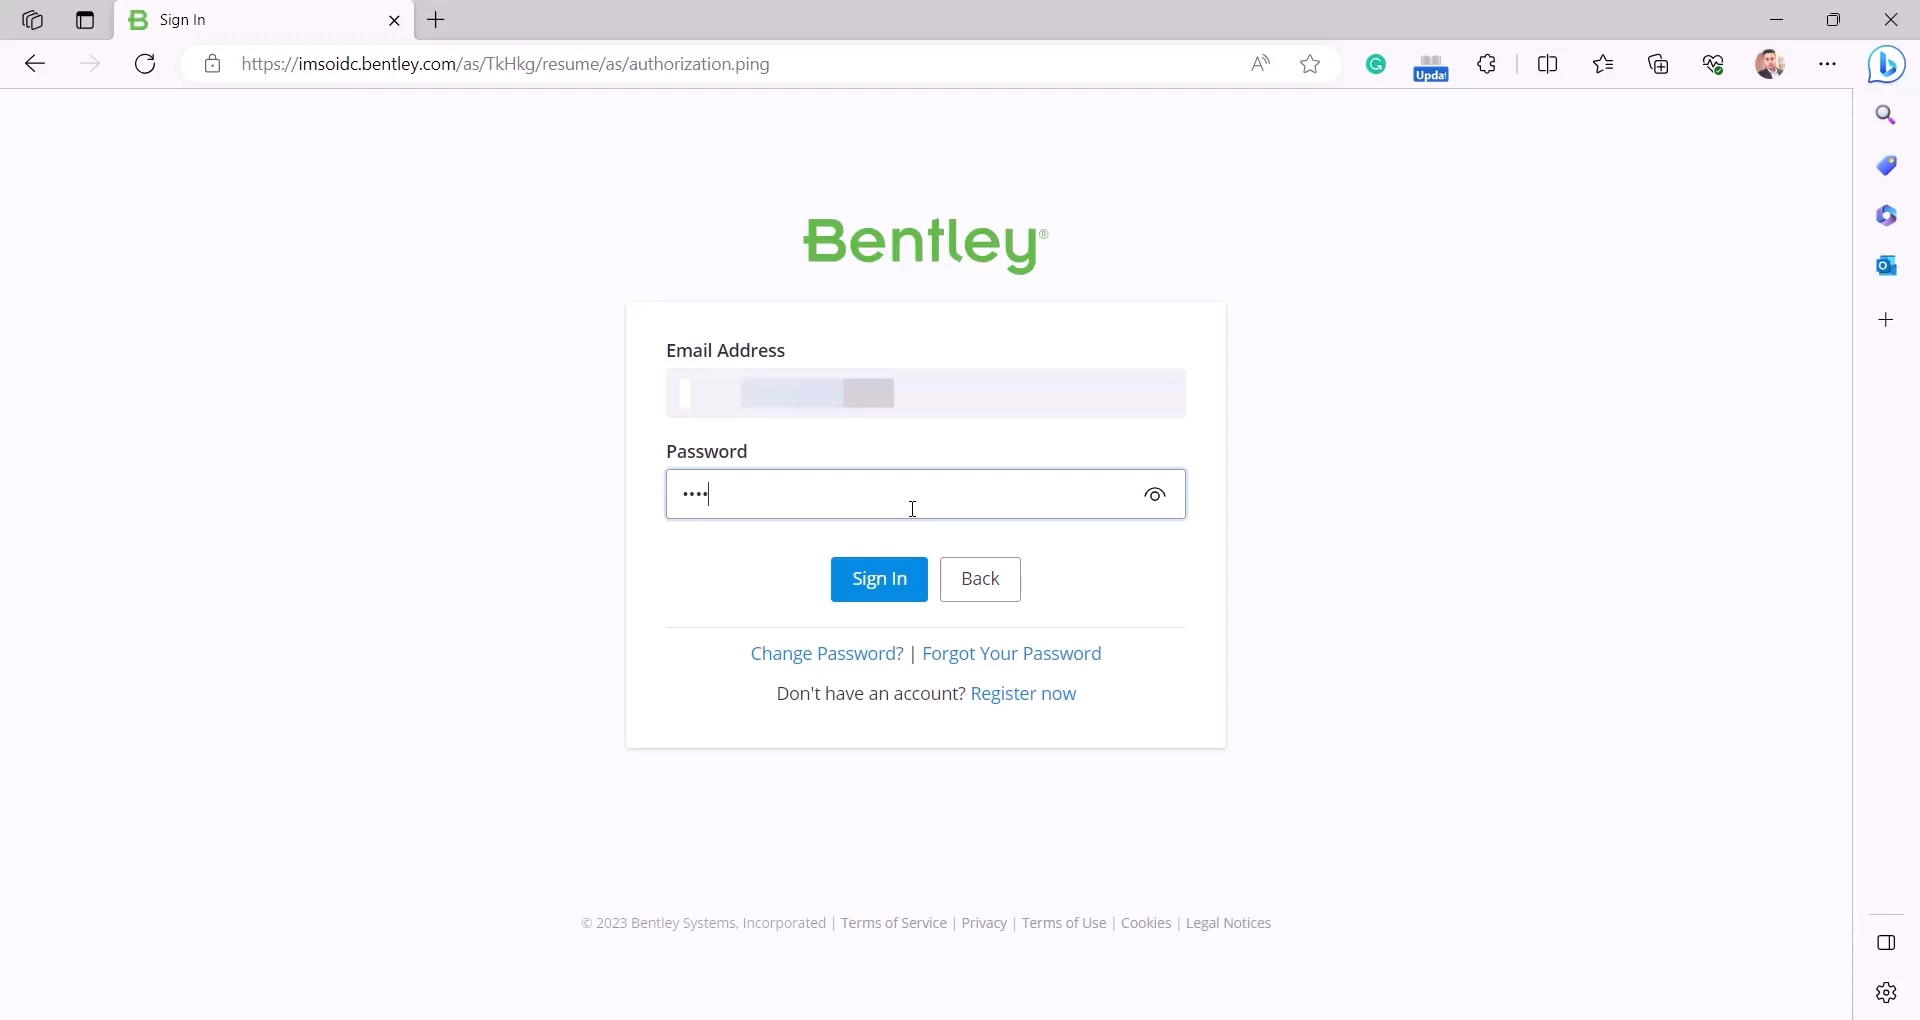 Sign In
https://imsoidc.bentley.com/as/TkHkg/resume/as/authorization.ping
Updat
Bentley®
Email Address
Password
••••
Sign In
Back
Change Password? | Forgot Your Password
Don't have an account? Register now
© 2023 Bentley Systems, Incorporated | Terms of Service | Privacy | Terms of Use | Cookies | Legal Notices